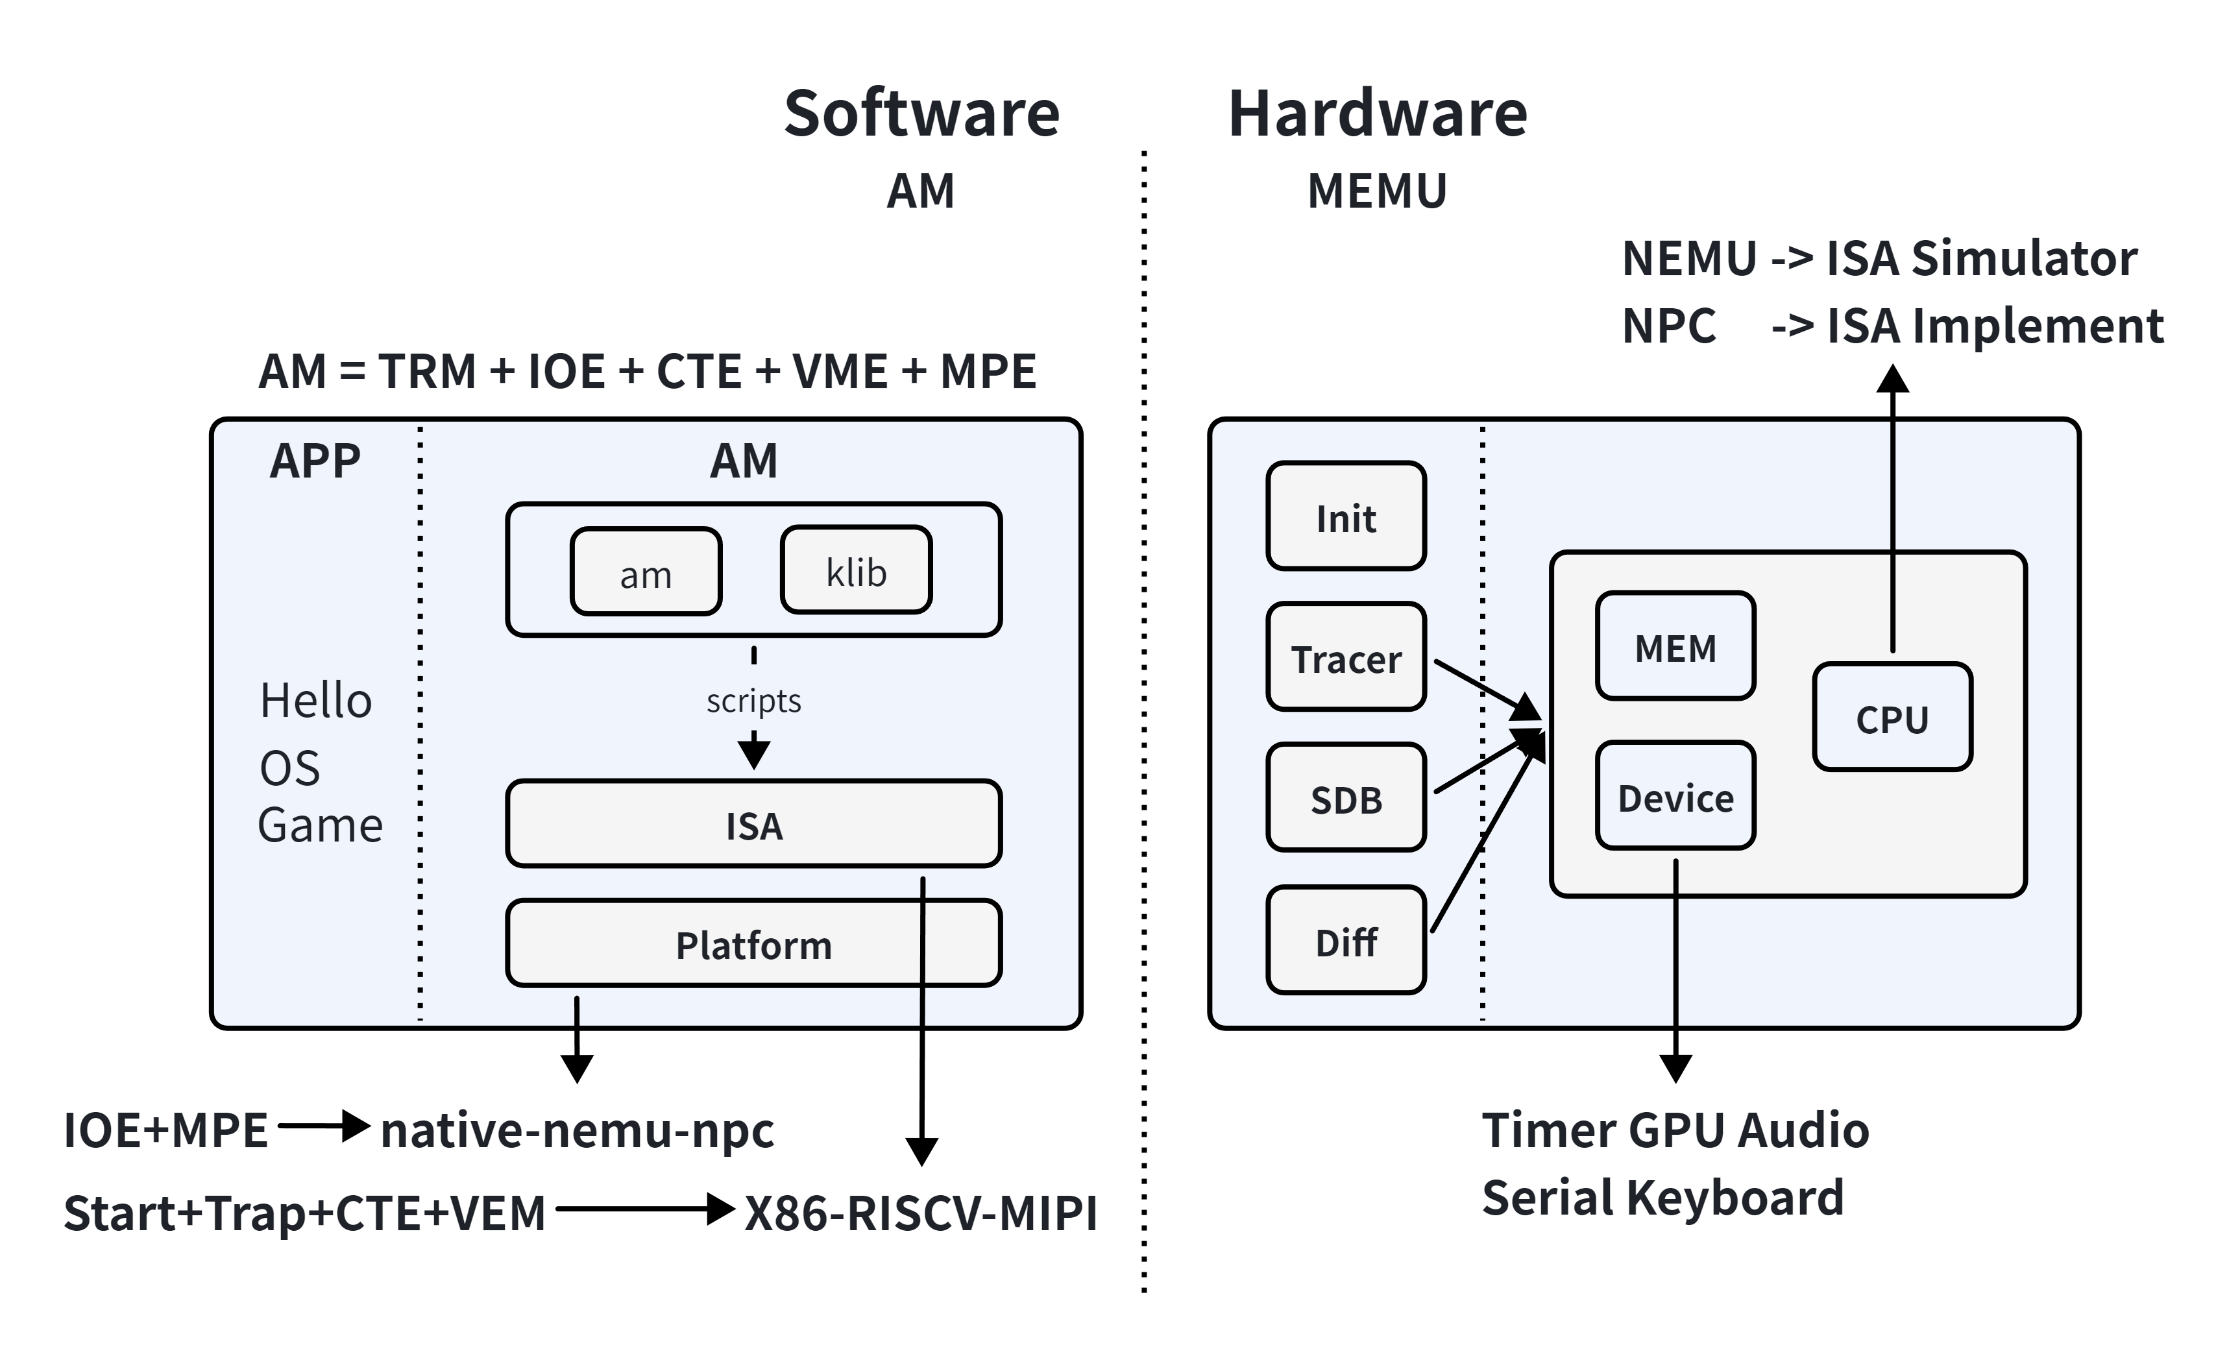 Software
AM
AM = TRM + IOE + CTE + VME + MPE
APP
AM
am
klib
scripts
Hello
OS
Game
ISA
Platform
IOE+MPE
native-nemu-npc
Start+Trap+CTE+VEM
X86-RISCV-MIPI
Hardware
MEMU
NEMU -> ISA Simulator
NPC -> ISA Implement
Init
Tracer
SDB
Diff
MEM
CPU
Device
Timer GPU Audio
Serial Keyboard